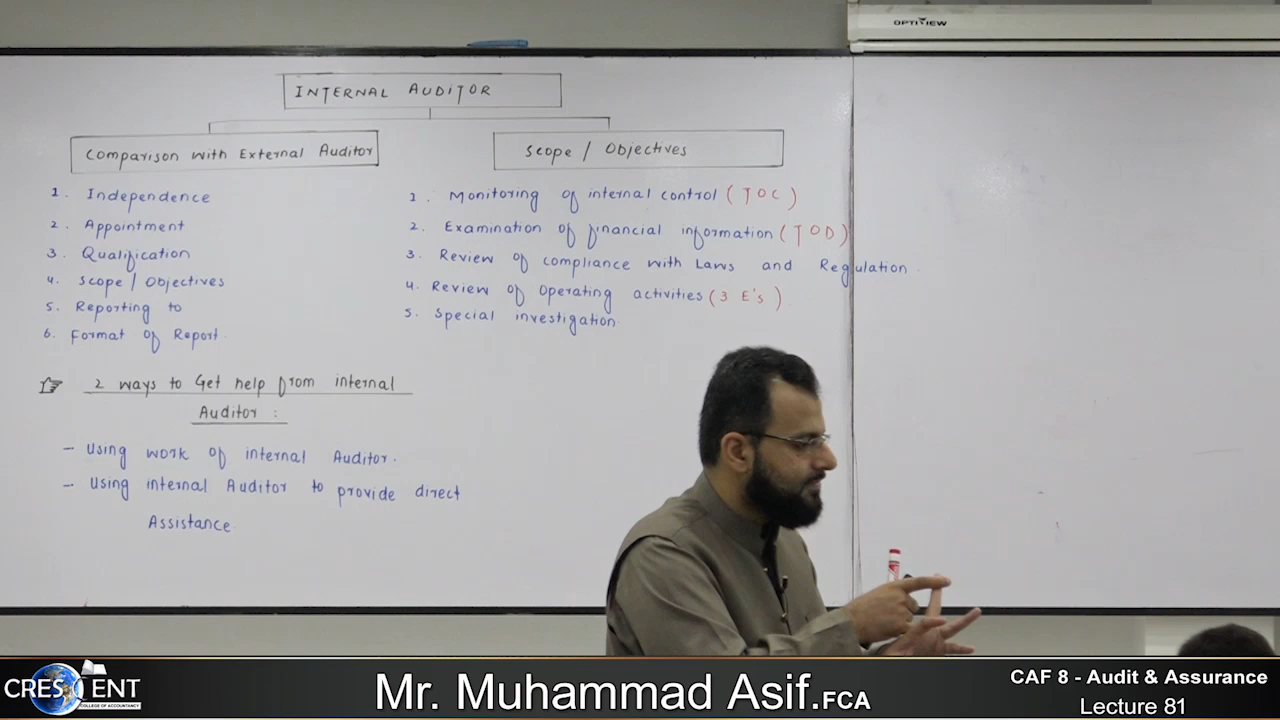 OPTIVIEW
INTERNAL AUDITOR
Comparison with External Auditor
1. Independence
2. Appointment
3. Qualification
4. Scope / Objectives
5. Reporting to
6. Format of Report.
2 ways to Get help from internal
Auditor :
- Using work of internal Auditor.
- Using internal Auditor to provide direct
Assistance
Scope / Objectives
1. Monitoring of internal control (TOC)
2. Examination of financial information (TOD)
3. Review of compliance with Laws and Regulation.
4. Review of Operating activities (3 E's)
5. Special investigation.
CRESCENT
COLLEGE OF ACCOUNTANCY
Mr. Muhammad Asif.FCA
CAF 8 - Audit & Assurance
Lecture 81